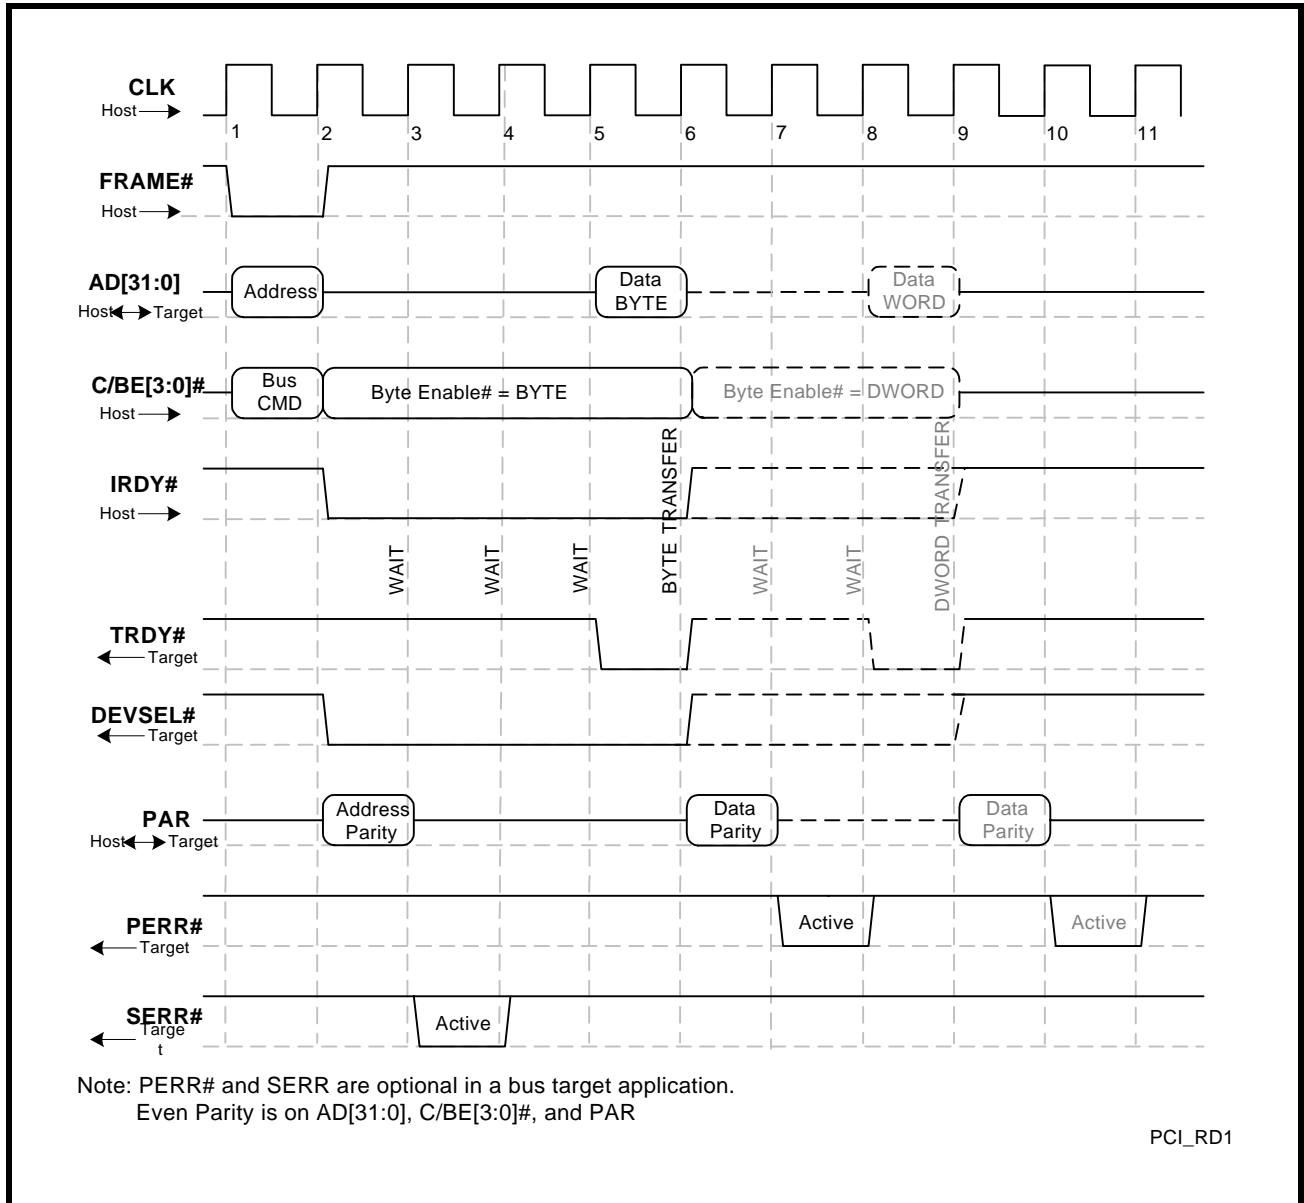 CLK
Host
1 2 3 4 5 6 7 8 9 10 11
FRAME#
Host
AD[31:0]
Host Target
Address
Data
BYTE
Data
WORD
C/BE[3:0]#
Host
Bus
CMD
Byte Enable# = BYTE
Byte Enable# = DWORD
IRDY#
Host
WAIT
WAIT
WAIT
BYTE TRANSFER
WAIT
WAIT
DWORD TRANSFER
TRDY#
Target
DEVSEL#
Target
PAR
Host Target
Address
Parity
Data
Parity
Data
Parity
PERR#
Target
Active
Active
SERR#
Targe
t
Active
Note: PERR# and SERR are optional in a bus target application.
Even Parity is on AD[31:0], C/BE[3:0]#, and PAR
PCI_RD1